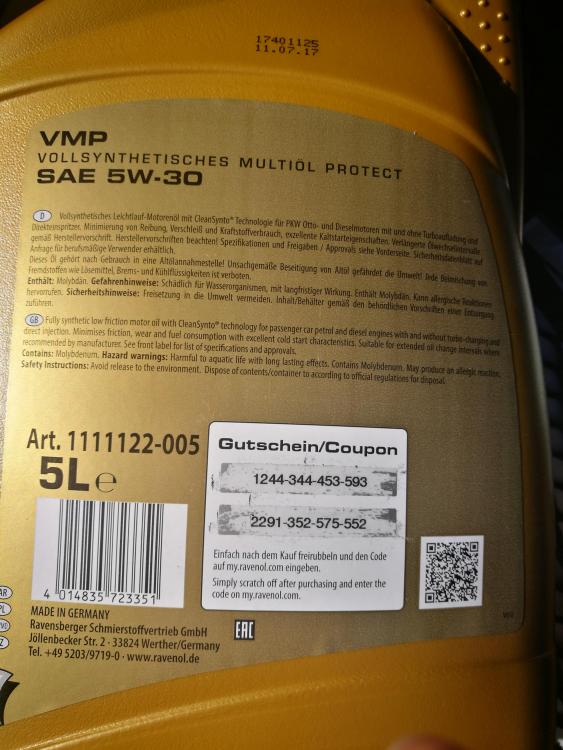 17401125
11.07.17
VMP
VOLLSYNTHETISCHES MULTIÖL PROTECT
SAE 5W-30
D Vollsynthetisches Leichtlauf-Motorenöl mit CleanSynto® Technologie für PKW Otto- und Dieselmotoren mit und ohne Turboaufladung und
Direkteinspritzer. Minimierung von Reibung, Verschleiß und Kraftstoffverbrauch, exzellente Kaltstarteigenschaften. Verlängerte Ölwechselintervalle
gemäß Herstellervorschrift. Herstellervorschriften beachten! Spezifikationen und Freigaben / Approvals siehe Vorderseite. Sicherheitsdatenblatt auf
Anfrage für berufsmäßige Verwender erhältlich.
Dieses Öl gehört nach Gebrauch in eine Altölannahmestelle! Unsachgemäße Beseitigung von Altöl gefährdet die Umwelt! Jede Beimischung von
Fremdstoffen wie Lösemittel, Brems- und Kühlflüssigkeiten ist verboten.
Enthält: Molybdän. Gefahrenhinweise: Schädlich für Wasserorganismen, mit langfristiger Wirkung. Enthält Molybdän. Kann allergische Reaktionen
hervorrufen. Sicherheitshinweise: Freisetzung in die Umwelt vermeiden. Inhalt/Behälter gemäß den behördlichen Vorschriften einer Entsorgung
zuführen.
GB Fully synthetic low friction motor oil with CleanSynto® technology for passenger car petrol and diesel engines with and without turbo-charging and
direct injection. Minimises friction, wear and fuel consumption with excellent cold start characteristics. Suitable for extended oil change intervals where
recommended by manufacturer. See front label for list of specifications and approvals.
Contains: Molybdenum. Hazard warnings: Harmful to aquatic life with long lasting effects. Contains Molybdenum. May produce an allergic reaction.
Safety Instructions: Avoid release to the environment. Dispose of contents/container to according to official regulations for disposal.
Art. 1111122-005
5L e
Gutschein/Coupon
1244-344-453-593
2291-352-575-552
Einfach nach dem Kauf freirubbeln und den Code
auf my.ravenol.com eingeben.
Simply scratch off after purchasing and enter the
code on my.ravenol.com.
4 014835 723351
MADE IN GERMANY
Ravensberger Schmierstoffvertrieb GmbH
Jöllenbecker Str. 2 · 33824 Werther/Germany
Tel. +49 5203/9719-0 · www.ravenol.de
EAC
AR
PL